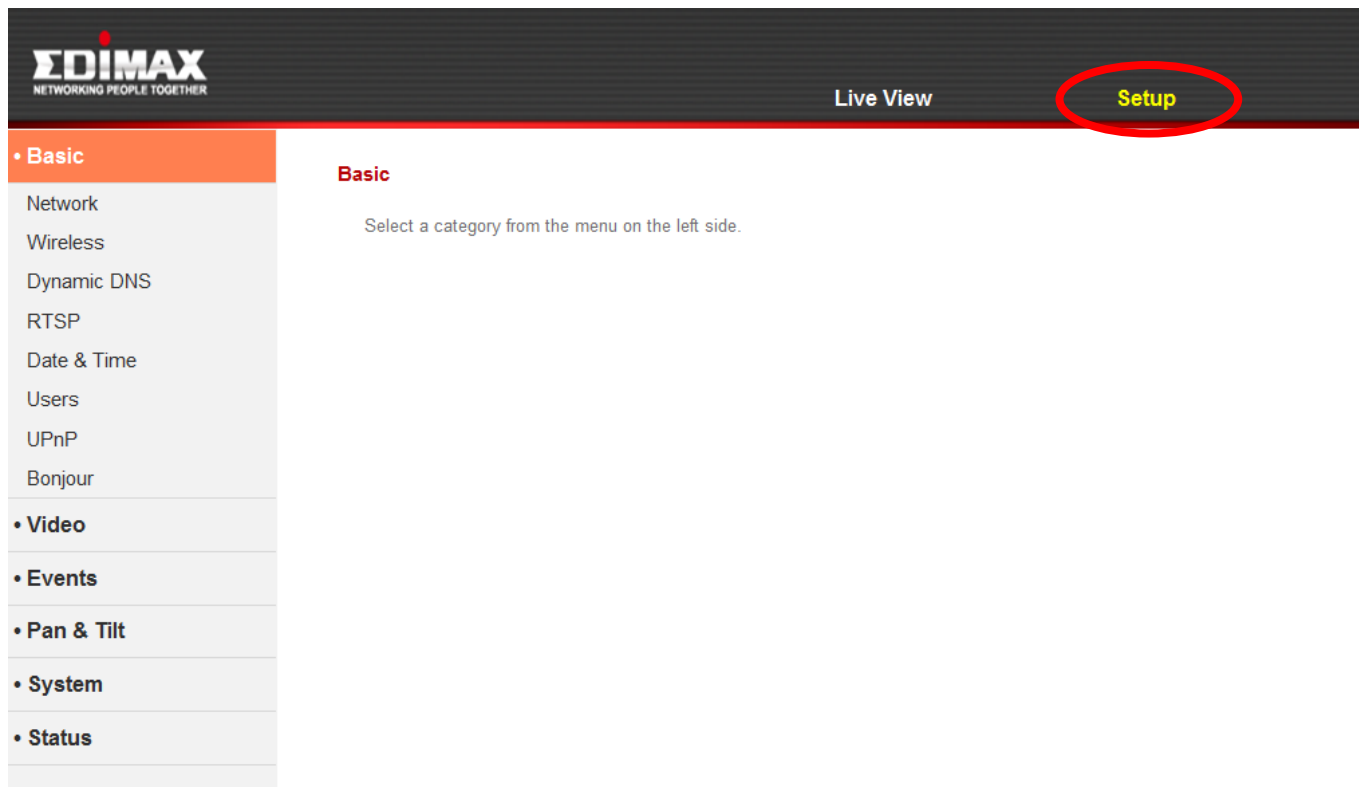 EDIMAX
NETWORKING PEOPLE TOGETHER
Live View Setup
• Basic
Network
Wireless
Dynamic DNS
RTSP
Date & Time
Users
UPnP
Bonjour
• Video
• Events
• Pan & Tilt
• System
• Status
Basic
Select a category from the menu on the left side.